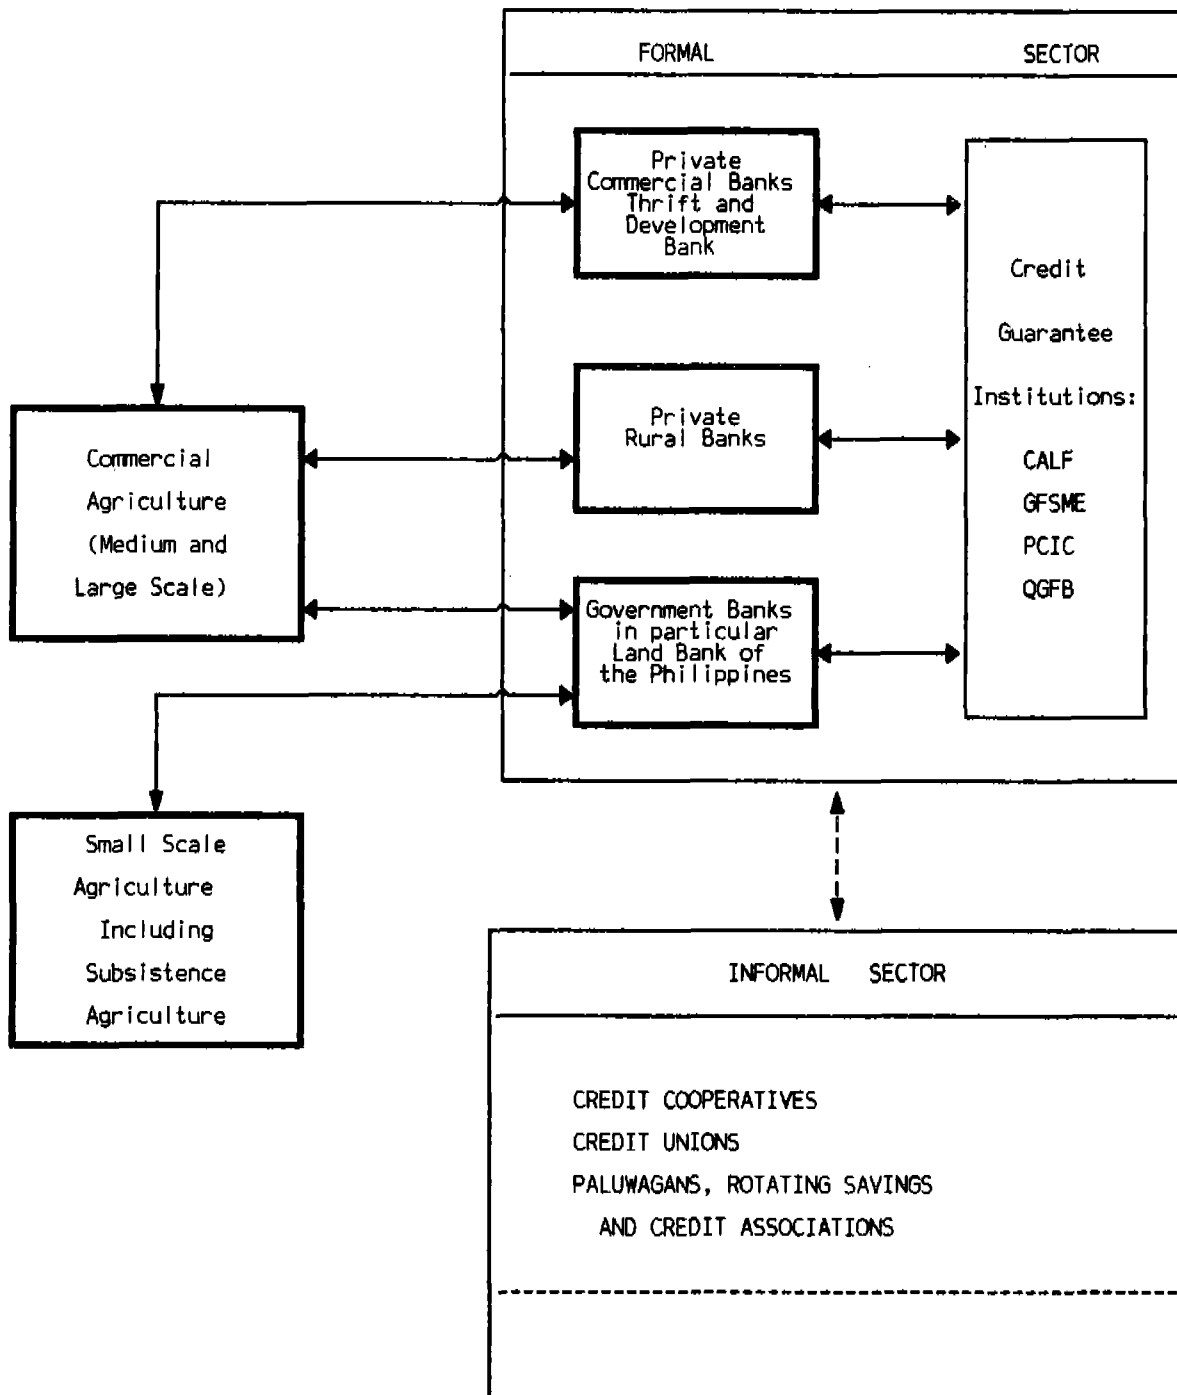 FORMAL SECTOR
Private
Commercial Banks
Thrift and
Development
Bank
Credit
Guarantee
Institutions:
CALF
GFSME
PCIC
QGFB
Private
Rural Banks
Commercial
Agriculture
(Medium and
Large Scale)
Government Banks
in particular
Land Bank of
the Philippines
Small Scale
Agriculture
Including
Subsistence
Agriculture
INFORMAL SECTOR
CREDIT COOPERATIVES
CREDIT UNIONS
PALUWAGANS, ROTATING SAVINGS
AND CREDIT ASSOCIATIONS